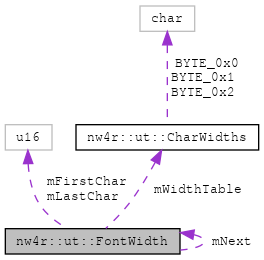 char
BYTE_0x0
BYTE_0x1
BYTE_0x2
u16
nw4r::ut::CharWidths
mFirstChar
mLastChar
mWidthTable
nw4r::ut::FontWidth
mNext